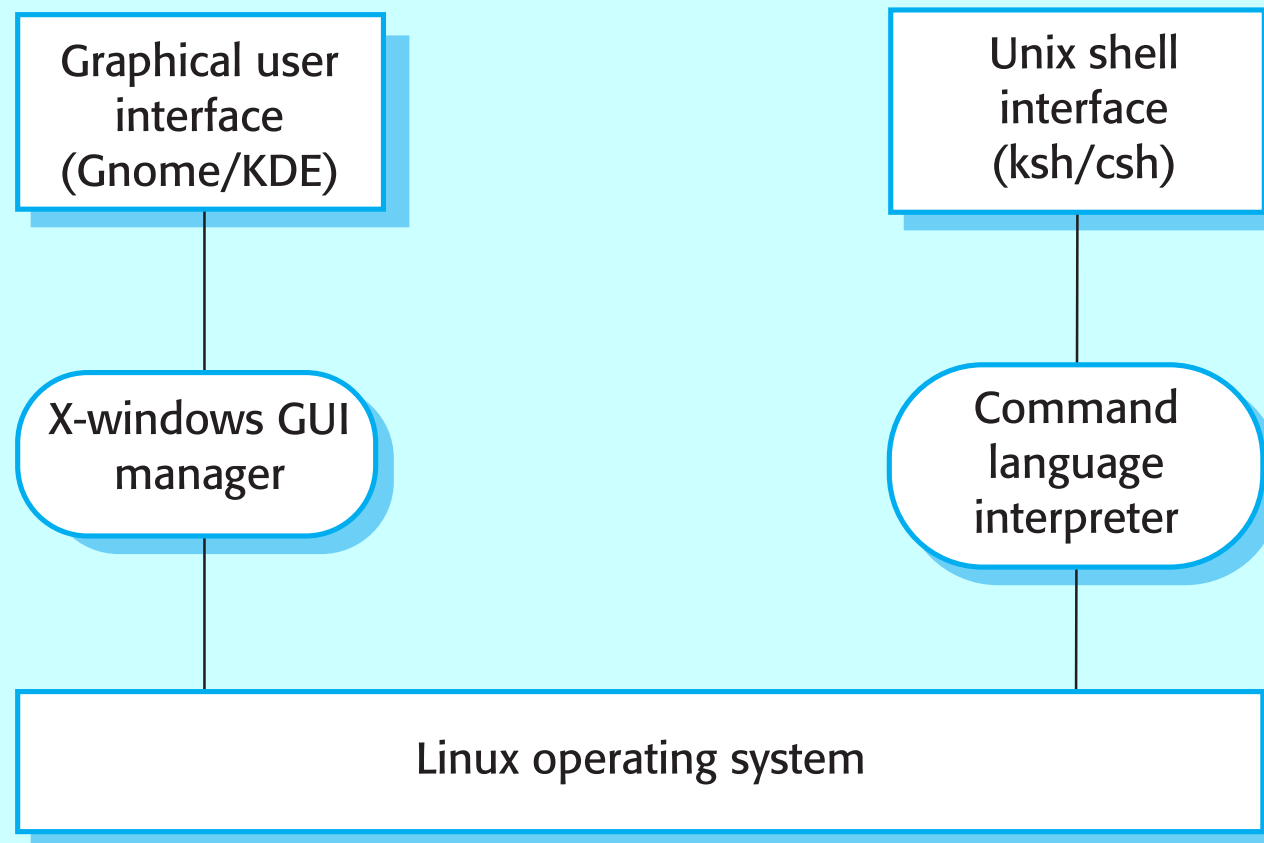 Graphical user
interface
(Gnome/KDE)
Unix shell
interface
(ksh/csh)
X-windows GUI
manager
Command
language
interpreter
Linux operating system